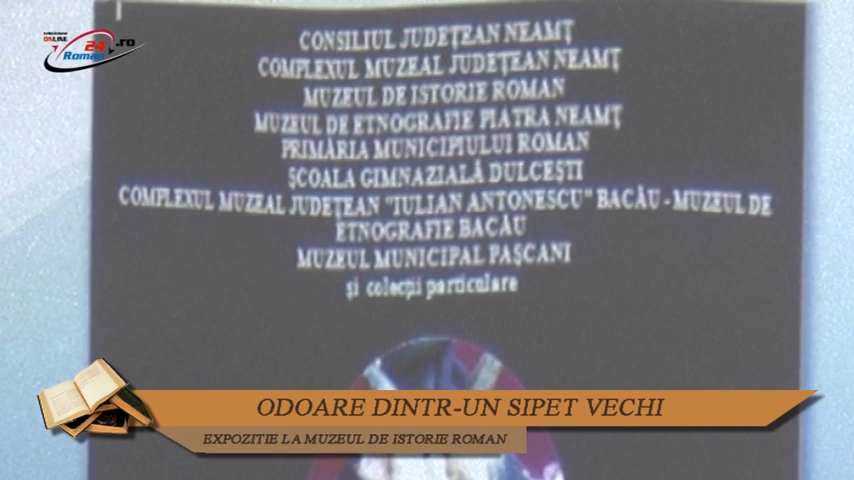 televiziune
ONLINE
24
.ro
Roman
CONSILIUL JUDEȚEAN NEAMȚ
COMPLEXUL MUZEAL JUDEȚEAN NEAMȚ
MUZEUL DE ISTORIE ROMAN
MUZEUL DE ETNOGRAFIE PIATRA NEAMȚ
PRIMĂRIA MUNICIPIULUI ROMAN
ȘCOALA GIMNAZIALĂ DULCEȘTI
COMPLEXUL MUZEAL JUDEȚEAN "IULIAN ANTONESCU" BACĂU - MUZEUL DE
ETNOGRAFIE BACĂU
MUZEUL MUNICIPAL PAȘCANI
și colecții particulare
ODOARE DINTR-UN SIPET VECHI
EXPOZITIE LA MUZEUL DE ISTORIE ROMAN